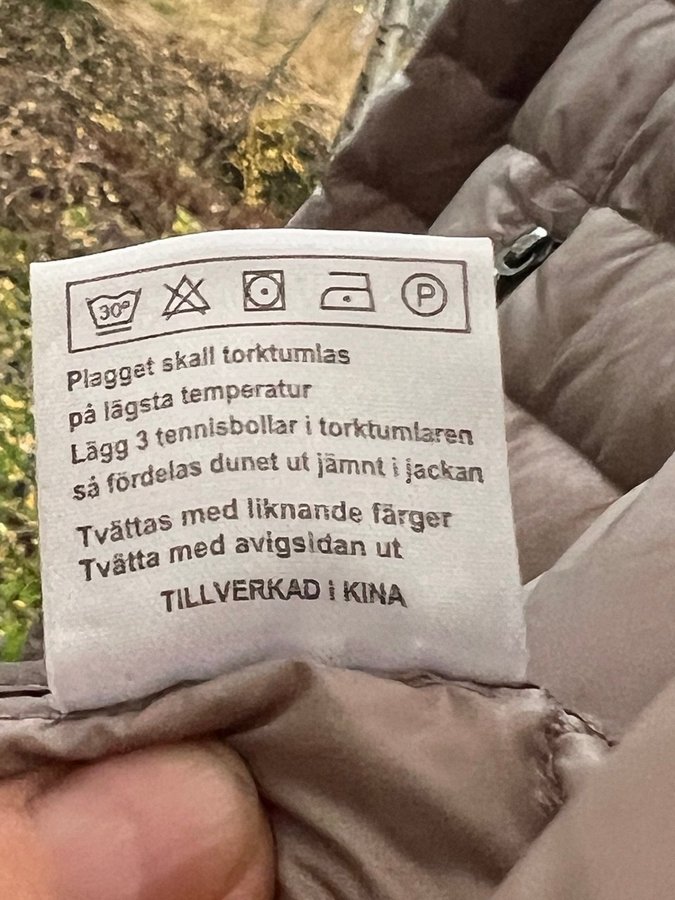 30° P
Plagget skall torktumlas
på lägsta temperatur
Lägg 3 tennisbollar i torktumlaren
så fördelas dunet ut jämnt i jackan
Tvättas med liknande färger
Tvätta med avigsidan ut
TILLVERKAD i KINA